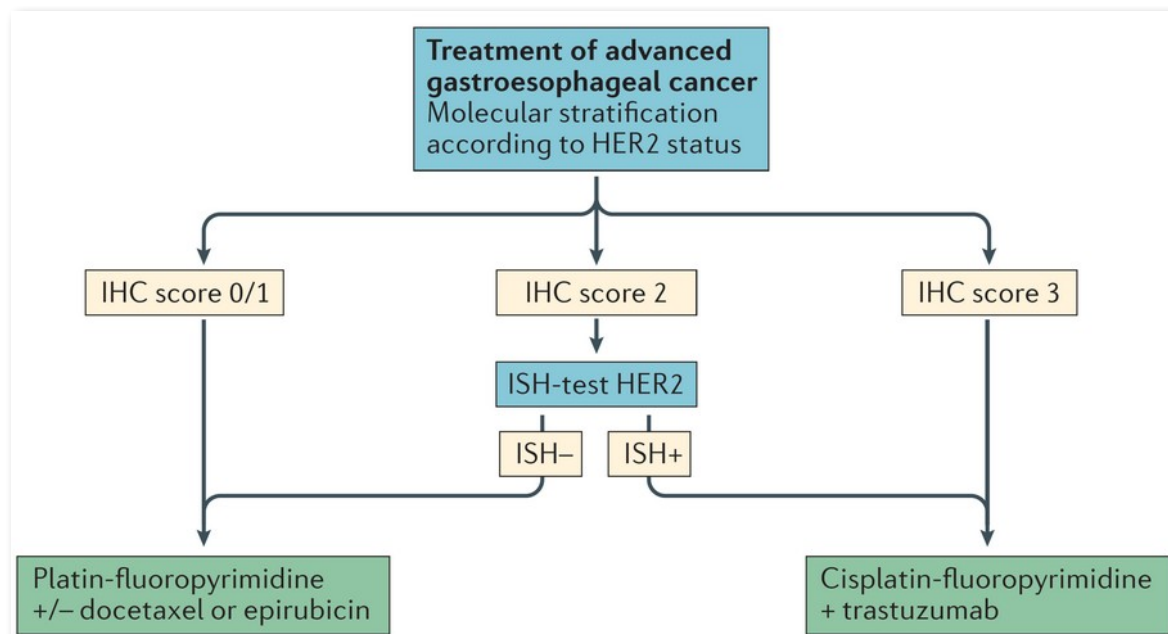 Treatment of advanced
gastroesophageal cancer
Molecular stratification
according to HER2 status
IHC score 0/1
IHC score 2
IHC score 3
ISH-test HER2
ISH–
ISH+
Platin-fluoropyrimidine
+/– docetaxel or epirubicin
Cisplatin-fluoropyrimidine
+ trastuzumab